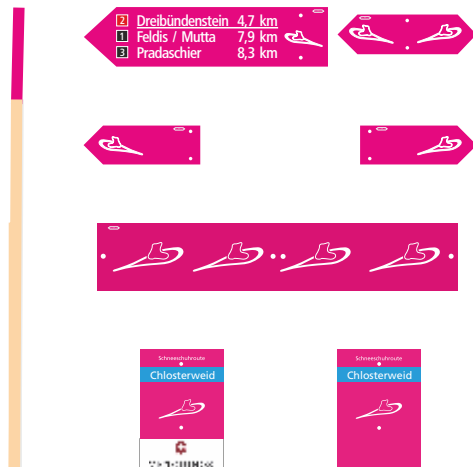 2 Dreibündenstein 4,7 km
1 Feldis / Mutta 7,9 km
3 Pradaschier 8,3 km
Schneeschuhroute
Chlosterweid
Schneeschuhroute
Chlosterweid